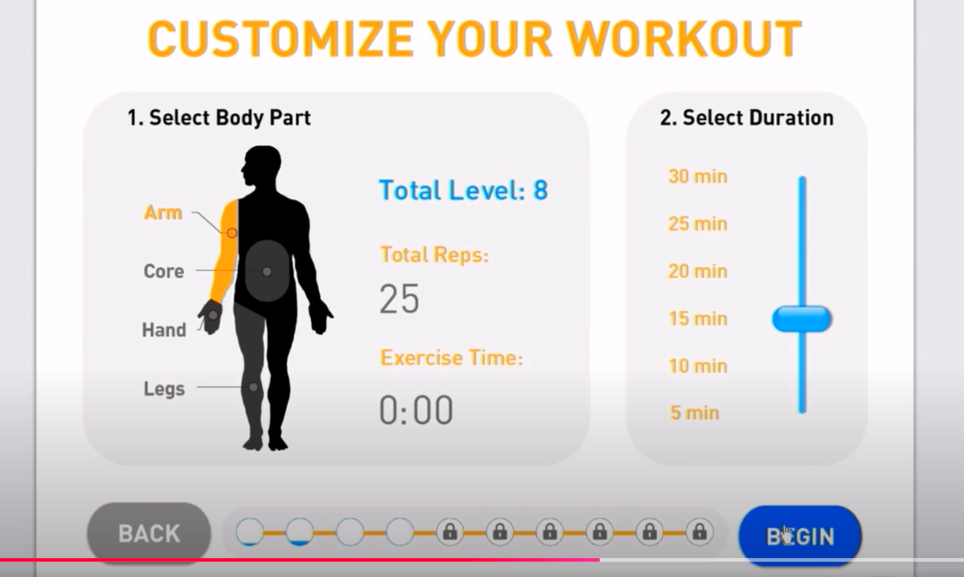 CUSTOMIZE YOUR WORKOUT
1. Select Body Part
Arm
Core
Hand
Legs
Total Level: 8
Total Reps:
25
Exercise Time:
0:00
2. Select Duration
30 min
25 min
20 min
15 min
10 min
5 min
BACK
BEGIN